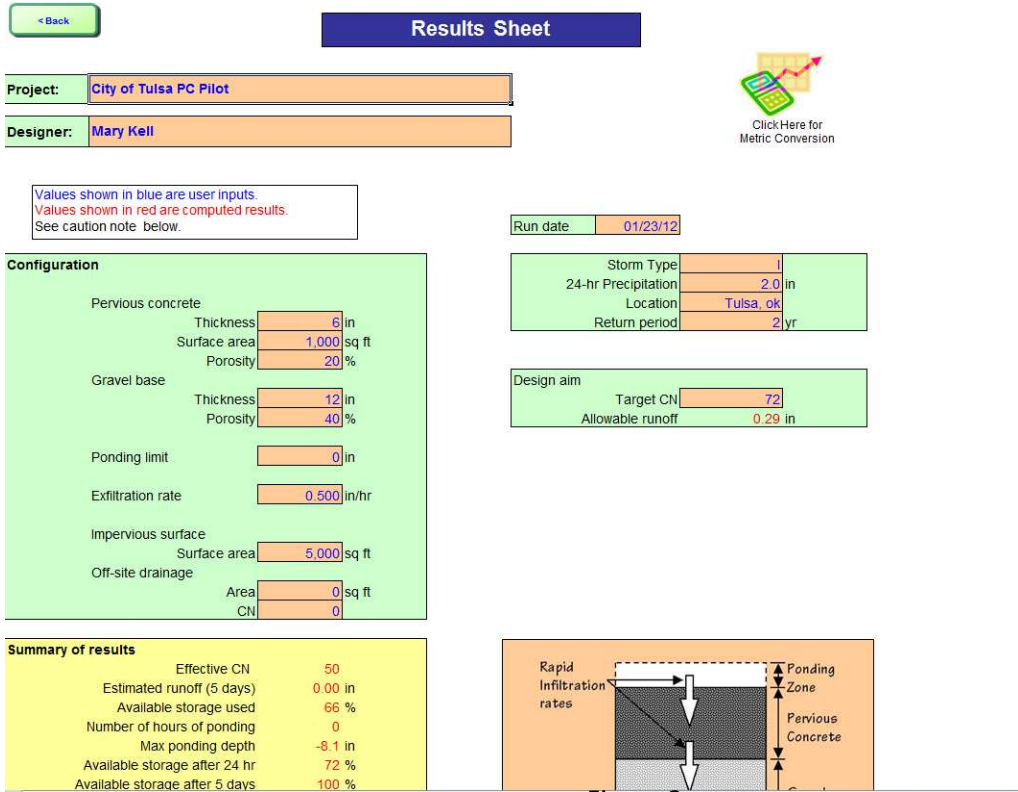 < Back
Results Sheet
Project: City of Tulsa PC Pilot
Designer: Mary Kell
Click Here for
Metric Conversion
Values shown in blue are user inputs.
Values shown in red are computed results.
See caution note below.
Run date 01/23/12
Configuration
Pervious concrete
Thickness 6 in
Surface area 1,000 sq ft
Porosity 20 %
Gravel base
Thickness 12 in
Porosity 40 %
Ponding limit 0 in
Exfiltration rate 0.500 in/hr
Impervious surface
Surface area 5,000 sq ft
Off-site drainage
Area 0 sq ft
CN 0
Storm Type I
24-hr Precipitation 2.0 in
Location Tulsa, ok
Return period 2 yr
Design aim
Target CN 72
Allowable runoff 0.29 in
Summary of results
Effective CN 50
Estimated runoff (5 days) 0.00 in
Available storage used 66 %
Number of hours of ponding 0
Max ponding depth -8.1 in
Available storage after 24 hr 72 %
Available storage after 5 days 100 %
Rapid
Infiltration
rates
Ponding
Zone
Pervious
Concrete